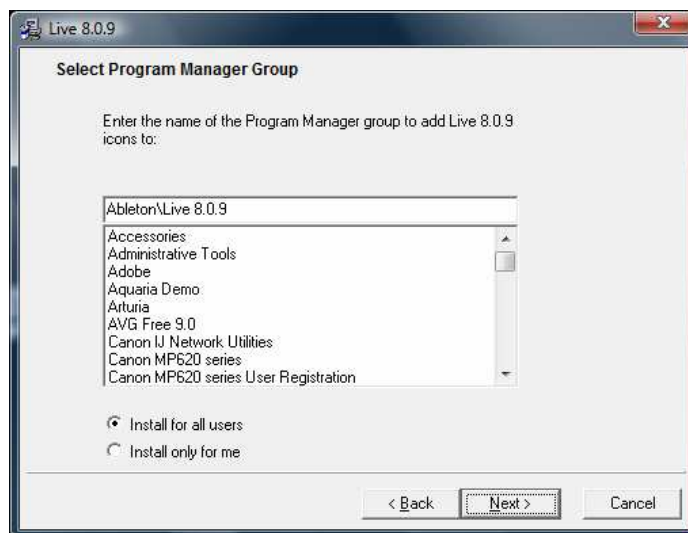 Live 8.0.9
Select Program Manager Group
Enter the name of the Program Manager group to add Live 8.0.9
icons to:
Ableton\Live 8.0.9
Accessories
Administrative Tools
Adobe
Aquaria Demo
Arturia
AVG Free 9.0
Canon IJ Network Utilities
Canon MP620 series
Canon MP620 series User Registration
Install for all users
Install only for me
< Back
Next >
Cancel